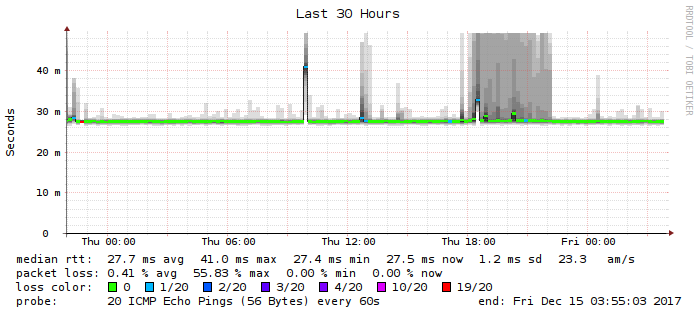 Last 30 Hours
RRDTOOL / TOBI OETIKER
Seconds
40 m
30 m
20 m
10 m
0
Thu 00:00 Thu 06:00 Thu 12:00 Thu 18:00 Fri 00:00
median rtt: 27.7 ms avg 41.0 ms max 27.4 ms min 27.5 ms now 1.2 ms sd 23.3 am/s
packet loss: 0.41 % avg 55.83 % max 0.00 % min 0.00 % now
loss color: 0 1/20 2/20 3/20 4/20 10/20 19/20
probe: 20 ICMP Echo Pings (56 Bytes) every 60s end: Fri Dec 15 03:55:03 2017